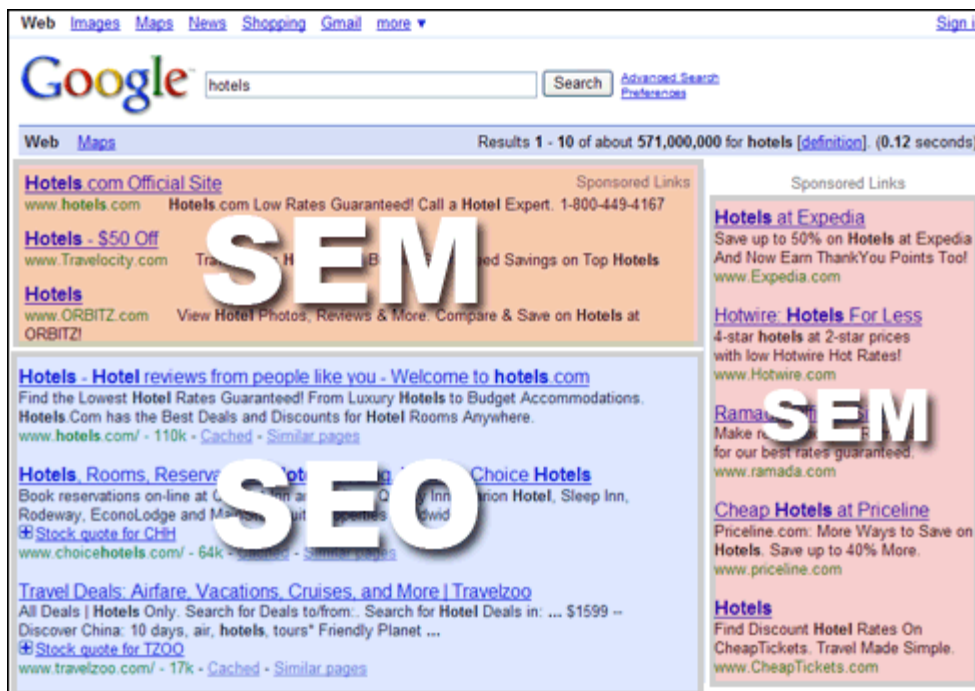 Web Images Maps News Shopping Gmail more ▼ Sign i
Google™ hotels Search Advanced Search
Preferences
Web Maps Results 1 - 10 of about 571,000,000 for hotels [definition]. (0.12 seconds)
Hotels.com Official Site Sponsored Links
www.hotels.com Hotels.com Low Rates Guaranteed! Call a Hotel Expert. 1-800-449-4167
Hotels - $50 Off
www.Travelocity.com Savings on Top Hotels
Hotels
www.ORBITZ.com View Hotel Photos, Reviews & More. Compare & Save on Hotels at
ORBITZ!
SEM
Hotels - Hotel reviews from people like you - Welcome to hotels.com
Find the Lowest Hotel Rates Guaranteed! From Luxury Hotels to Budget Accommodations.
Hotels.Com has the Best Deals and Discounts for Hotel Rooms Anywhere.
www.hotels.com/ - 110k - Cached - Similar pages
Hotels, Rooms, Choice Hotels
Book reservations on-line at Hotel, Sleep Inn,
Rodeway, EconoLodge and
Stock quote for CHH
www.choicehotels.com/ - 64k - Cached - Similar pages
SEO
Travel Deals: Airfare, Vacations, Cruises, and More | Travelzoo
All Deals | Hotels Only. Search for Deals to/from:. Search for Hotel Deals in: ... $1599 --
Discover China: 10 days, air, hotels, tours* Friendly Planet ...
Stock quote for TZOO
www.travelzoo.com/ - 17k - Cached - Similar pages
Sponsored Links
Hotels at Expedia
Save up to 50% on Hotels at Expedia
And Now Earn ThankYou Points Too!
www.Expedia.com
Hotwire: Hotels For Less
4-star hotels at 2-star prices
with low Hotwire Hot Rates!
www.Hotwire.com
Make
for our best rates guaranteed.
www.ramada.com
SEM
Cheap Hotels at Priceline
Priceline.com: More Ways to Save on
Hotels. Save up to 40% More.
www.priceline.com
Hotels
Find Discount Hotel Rates On
CheapTickets. Travel Made Simple.
www.CheapTickets.com